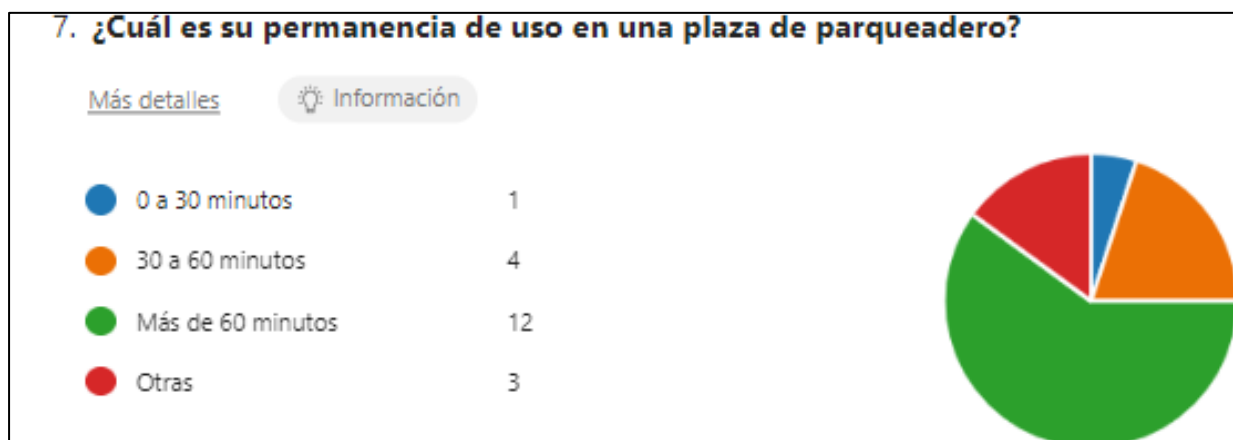 7. ¿Cuál es su permanencia de uso en una plaza de parqueadero?
Más detalles Información
0 a 30 minutos 1
30 a 60 minutos 4
Más de 60 minutos 12
Otras 3